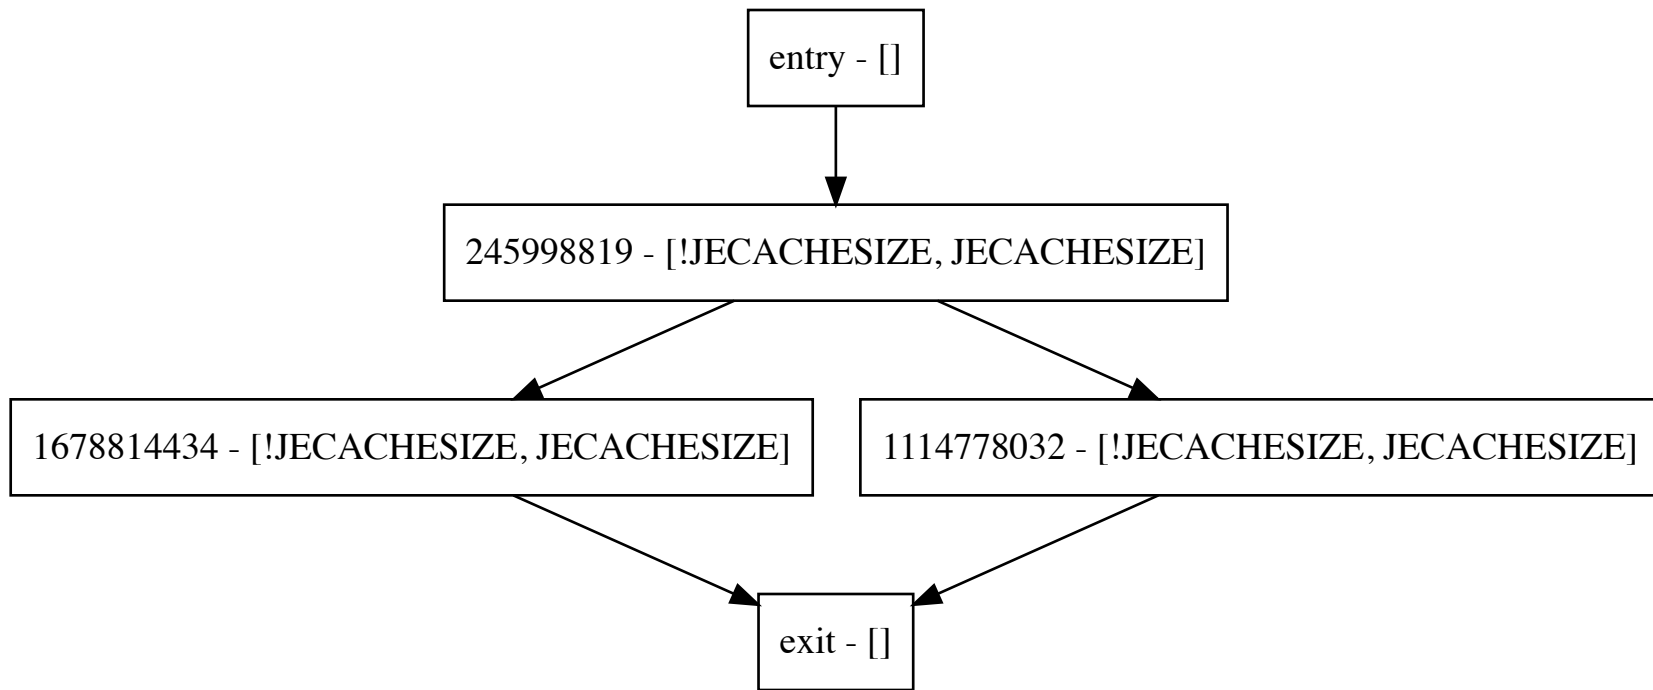 entry - []
245998819 - [!JECACHESIZE, JECACHESIZE]
1678814434 - [!JECACHESIZE, JECACHESIZE]
1114778032 - [!JECACHESIZE, JECACHESIZE]
exit - []